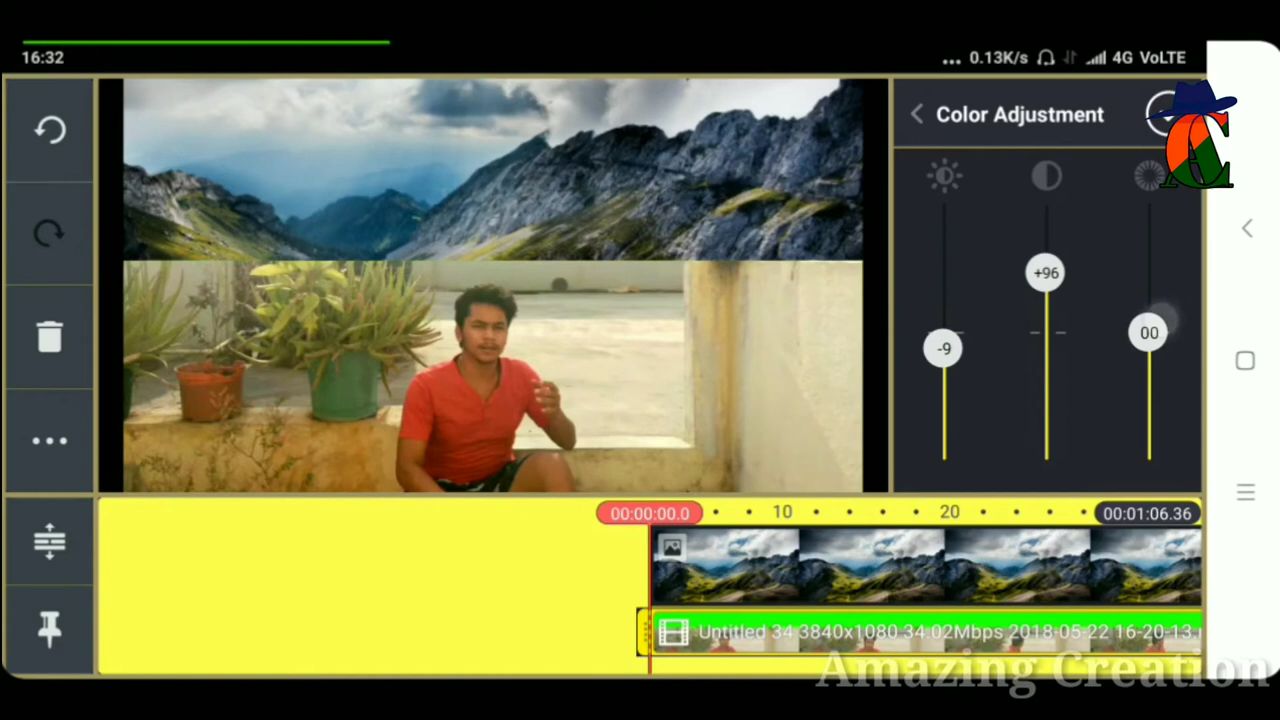 16:32
... 0.13K/s 4G VoLTE
Color Adjustment
AC
-9
+96
00
00:00:00.0 10 20 00:01:06.36
Untitled 34 3840x1080 34.02Mbps 2018-05-22 16-20-13.
Amazing Creation